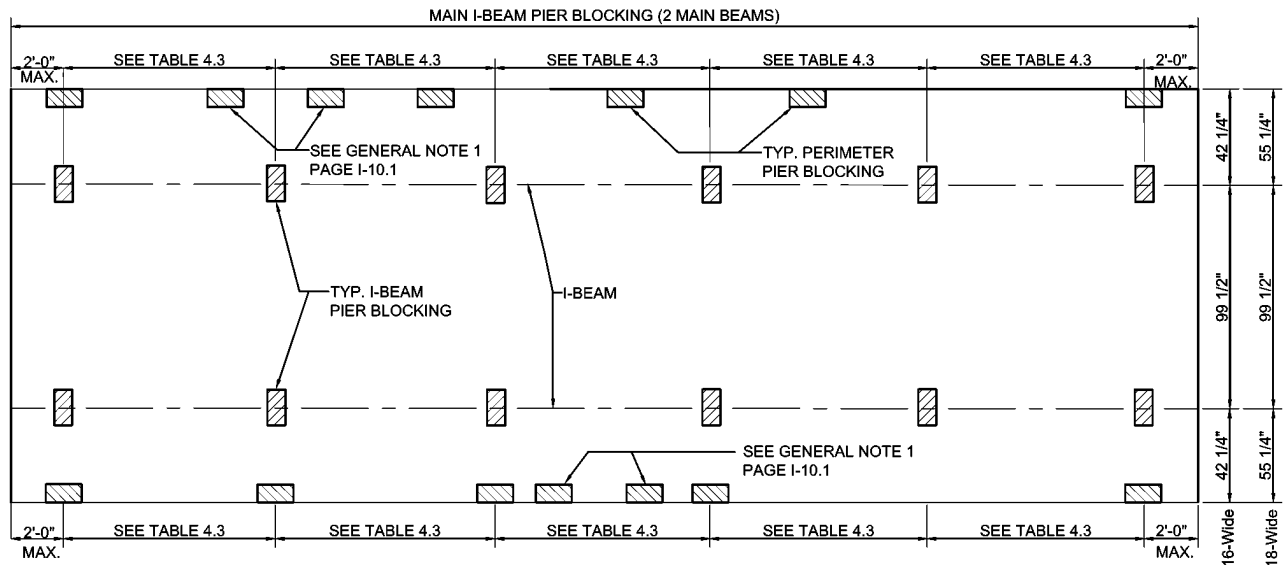 MAIN I-BEAM PIER BLOCKING (2 MAIN BEAMS)
2'-0" SEE TABLE 4.3 SEE TABLE 4.3 SEE TABLE 4.3 SEE TABLE 4.3 SEE TABLE 4.3 2'-0"
MAX. MAX.
42 1/4" 55 1/4"
SEE GENERAL NOTE 1
PAGE I-10.1
TYP. PERIMETER
PIER BLOCKING
TYP. I-BEAM
PIER BLOCKING
I-BEAM
99 1/2" 99 1/2"
SEE GENERAL NOTE 1
PAGE I-10.1
42 1/4" 55 1/4"
2'-0" SEE TABLE 4.3 SEE TABLE 4.3 SEE TABLE 4.3 SEE TABLE 4.3 SEE TABLE 4.3 2'-0"
MAX. MAX.
16-Wide 18-Wide